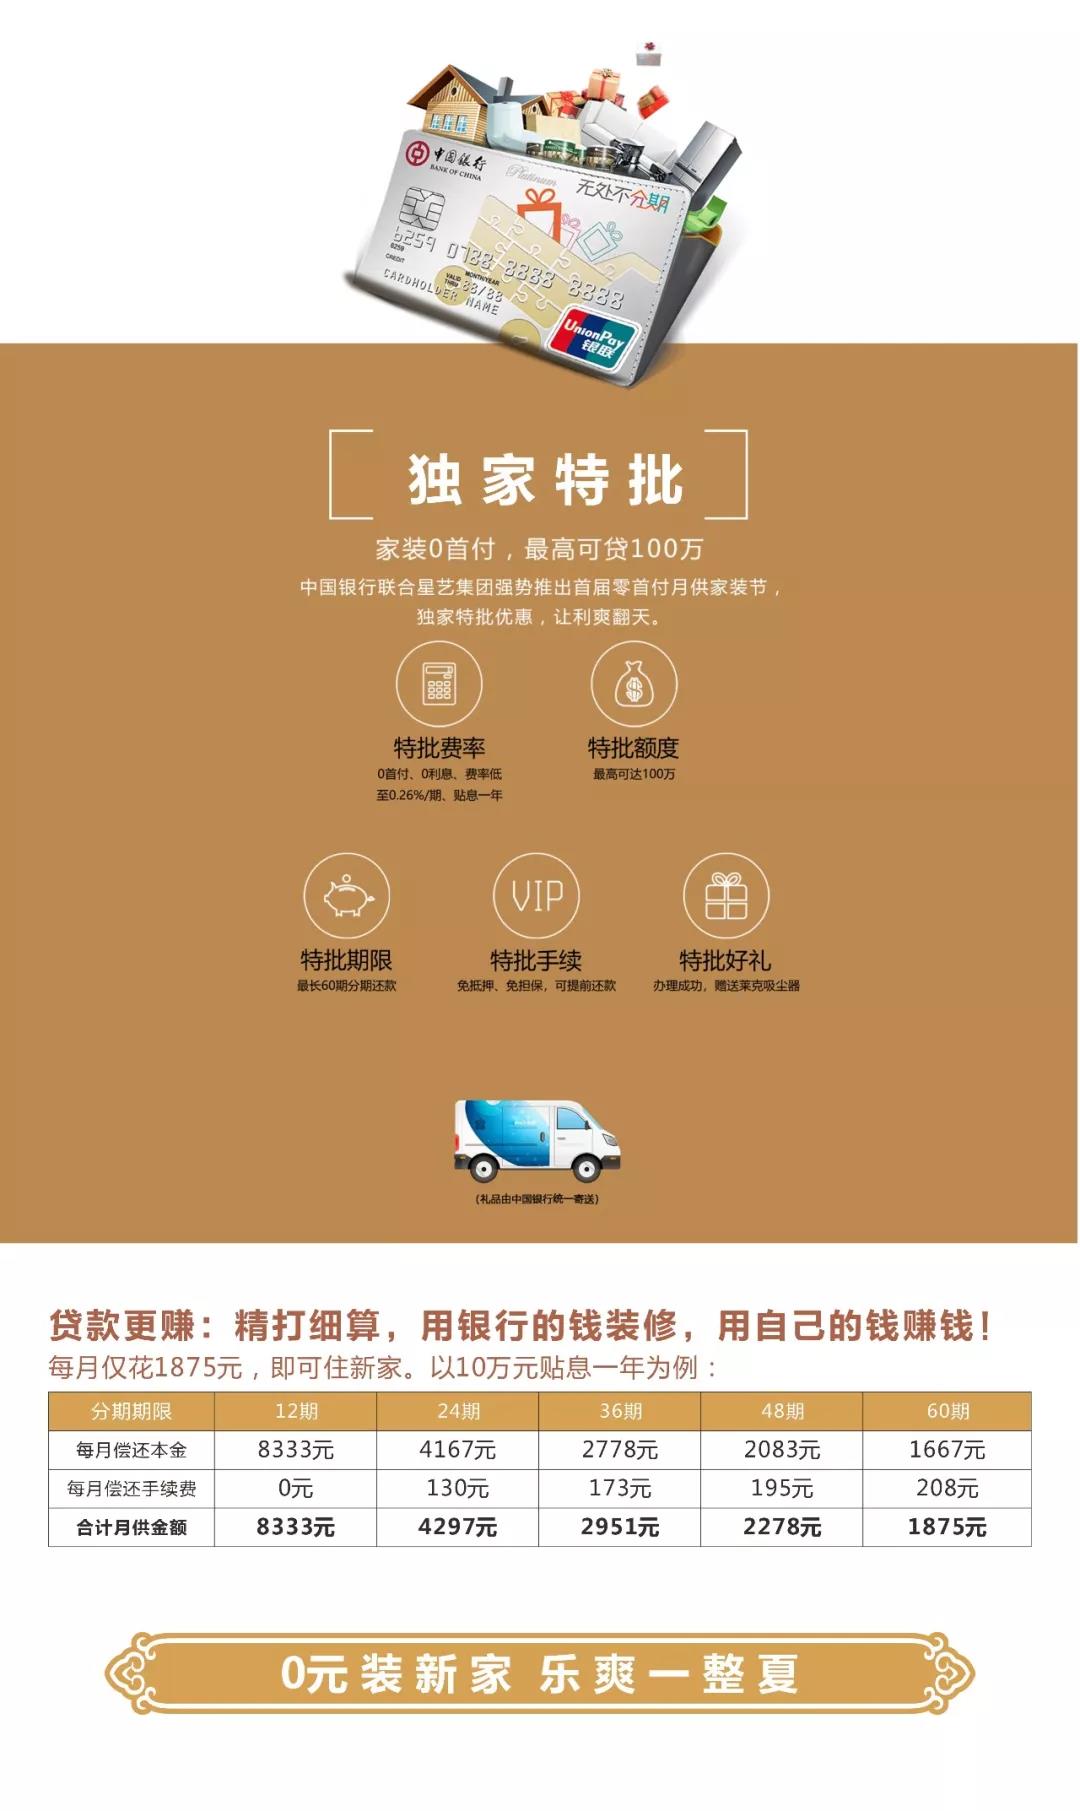 中国银行
BANK OF CHINA
Platinum
无处不分期
6259 0788 8888 8888
6259
CREDIT
MONTH/YEAR
VALID THRU 88/88
CARDHOLDER NAME
UnionPay
银联
独家特批
家装0首付，最高可贷100万
中国银行联合星艺集团强势推出首届零首付月供家装节，
独家特批优惠，让利爽翻天。
特批费率 特批额度
0首付、0利息、费率低 最高可达100万
至0.26%/期、贴息一年
VIP
特批期限 特批手续 特批好礼
最长60期分期还款 免抵押、免担保，可提前还款 办理成功，赠送莱克吸尘器
（礼品由中国银行统一寄送）
贷款更赚：精打细算，用银行的钱装修，用自己的钱赚钱！
每月仅花1875元，即可住新家。以10万元贴息一年为例：
分期期限 12期 24期 36期 48期 60期
每月偿还本金 8333元 4167元 2778元 2083元 1667元
每月偿还手续费 0元 130元 173元 195元 208元
合计月供金额 8333元 4297元 2951元 2278元 1875元
0元装新家 乐爽一整夏